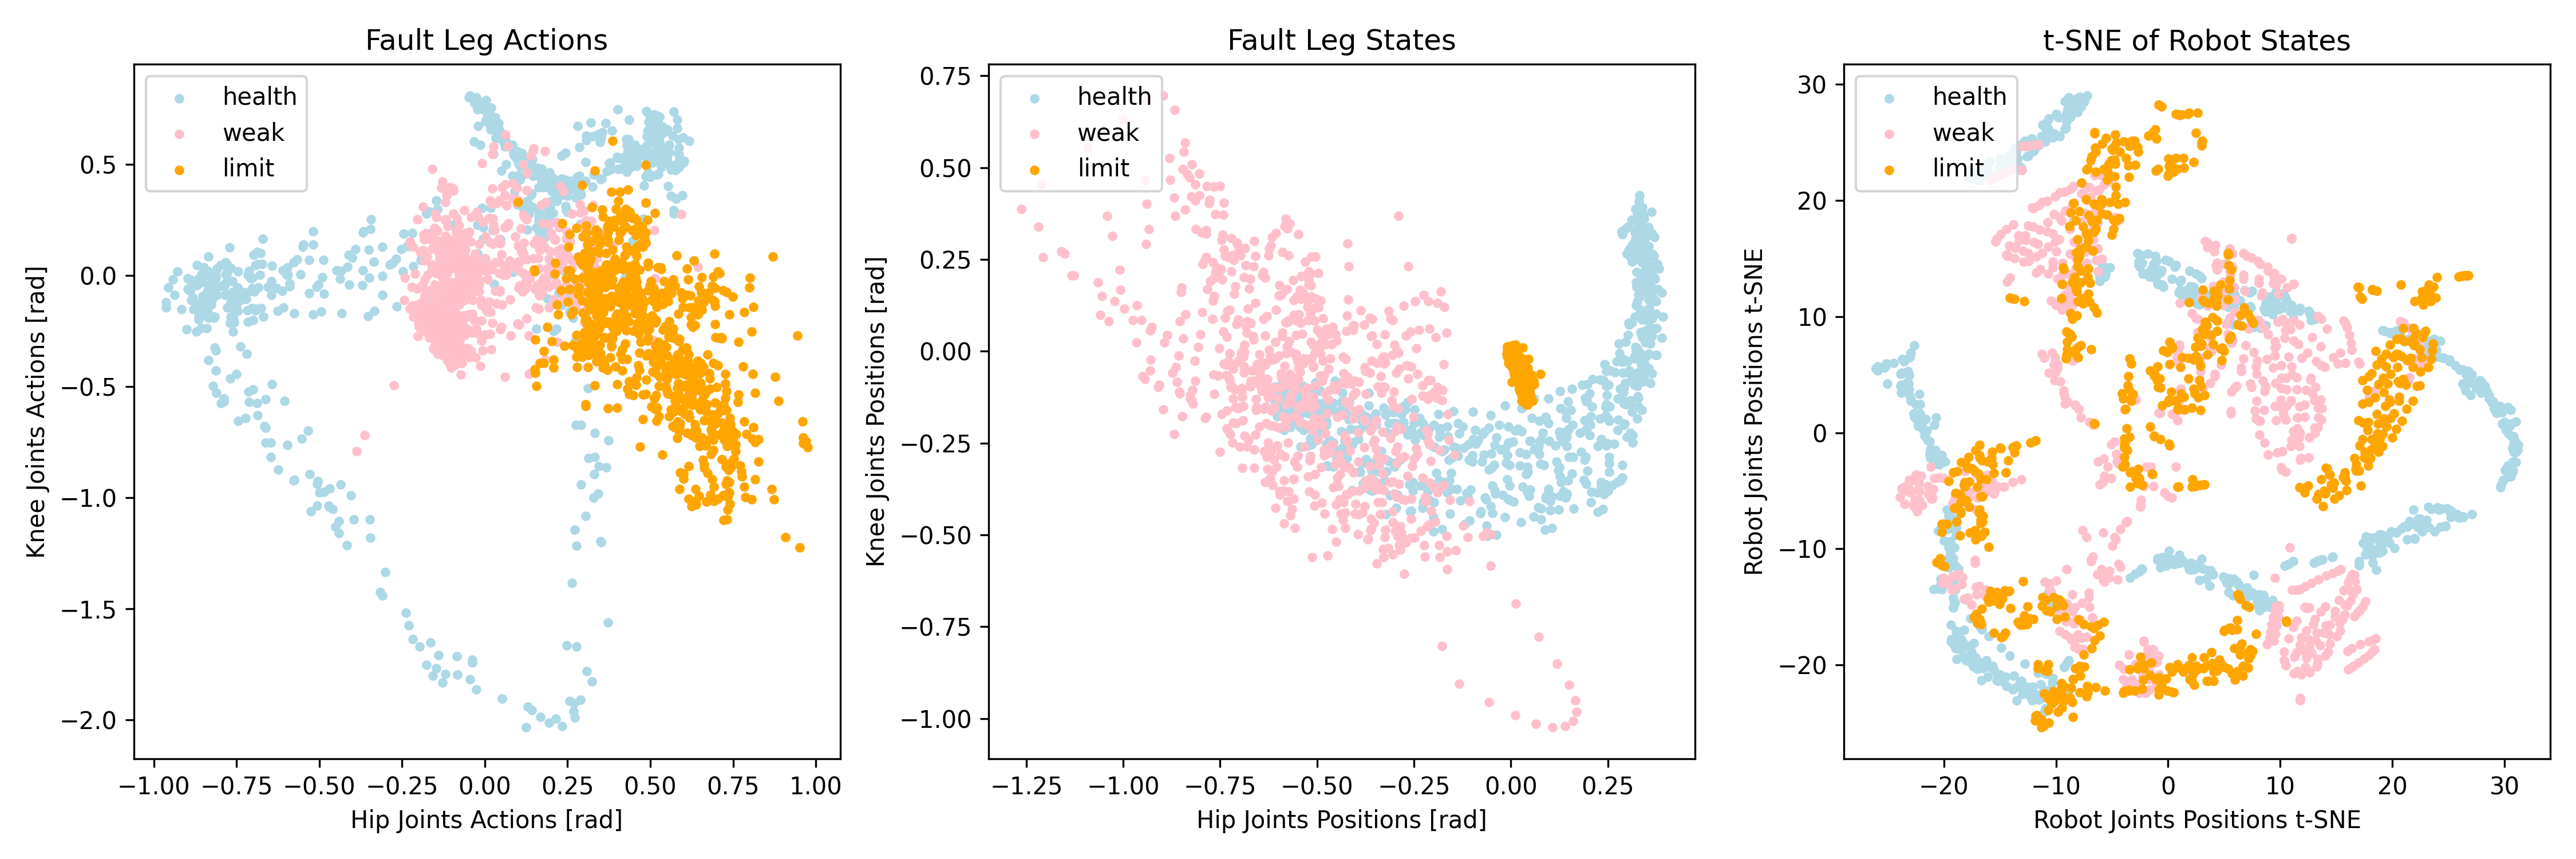 Fault Leg Actions
health
weak
limit
0.5
0.0
−0.5
−1.0
−1.5
−2.0
Knee Joints Actions [rad]
−1.00 −0.75 −0.50 −0.25 0.00 0.25 0.50 0.75 1.00
Hip Joints Actions [rad]
Fault Leg States
health
weak
limit
0.75
0.50
0.25
0.00
−0.25
−0.50
−0.75
−1.00
Knee Joints Positions [rad]
−1.25 −1.00 −0.75 −0.50 −0.25 0.00 0.25
Hip Joints Positions [rad]
t-SNE of Robot States
health
weak
limit
30
20
10
0
−10
−20
Robot Joints Positions t-SNE
−20 −10 0 10 20 30
Robot Joints Positions t-SNE